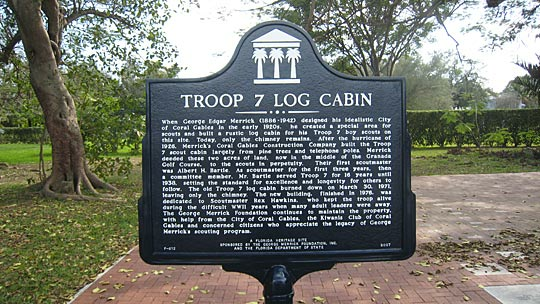 TROOP 7 LOG CABIN
When George Edgar Merrick (1886-1942) designed his idealistic City
of Coral Gables in the early 1920s, he created a special area for
scouts and built a rustic log cabin for his Troop 7 boy scouts on
this site. Today, only the chimney remains. After the hurricane of
1926, Merrick's Coral Gables Construction Company built the Troop
7 scout cabin largely from pine trees and telephone poles. Merrick
deeded these two acres of land, now in the middle of the Granada
Golf Course, to the scouts in perpetuity. Their first scoutmaster
was Albert H. Bartle. As scoutmaster for the first three years, then
a committee member, Mr. Bartle served Troop 7 for 16 years until
1938, setting the standard for excellence and longevity for others to
follow. The old Troop 7 log cabin burned down on March 30, 1971,
leaving only the chimney. The new building, finished in 1976, was
dedicated to Scoutmaster Rex Hawkins, who kept the troop alive
during the difficult WWII years when many adult leaders were away.
The George Merrick Foundation continues to maintain the property,
with help from the City of Coral Gables, the Kiwanis Club of Coral
Gables and concerned citizens who appreciate the legacy of George
Merrick's scouting program.
A FLORIDA HERITAGE SITE
F-612 SPONSORED BY THE GEORGE MERRICK FOUNDATION, INC. 2007
AND THE FLORIDA DEPARTMENT OF STATE